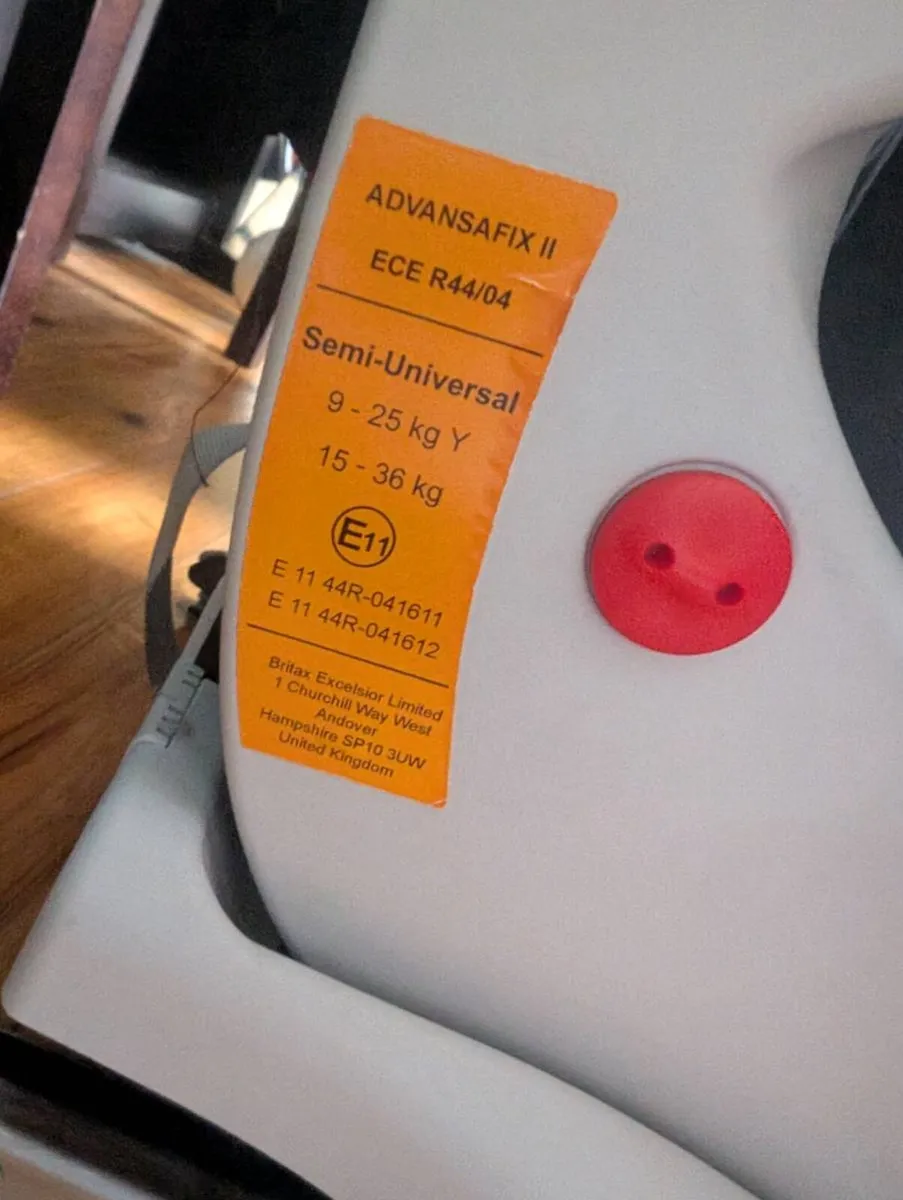 ADVANSAFIX II
ECE R44/04
Semi-Universal
9 - 25 kg Y
15 - 36 kg
E11
E 11 44R-041611
E 11 44R-041612
Britax Excelsior Limited
1 Churchill Way West
Andover
Hampshire SP10 3UW
United Kingdom